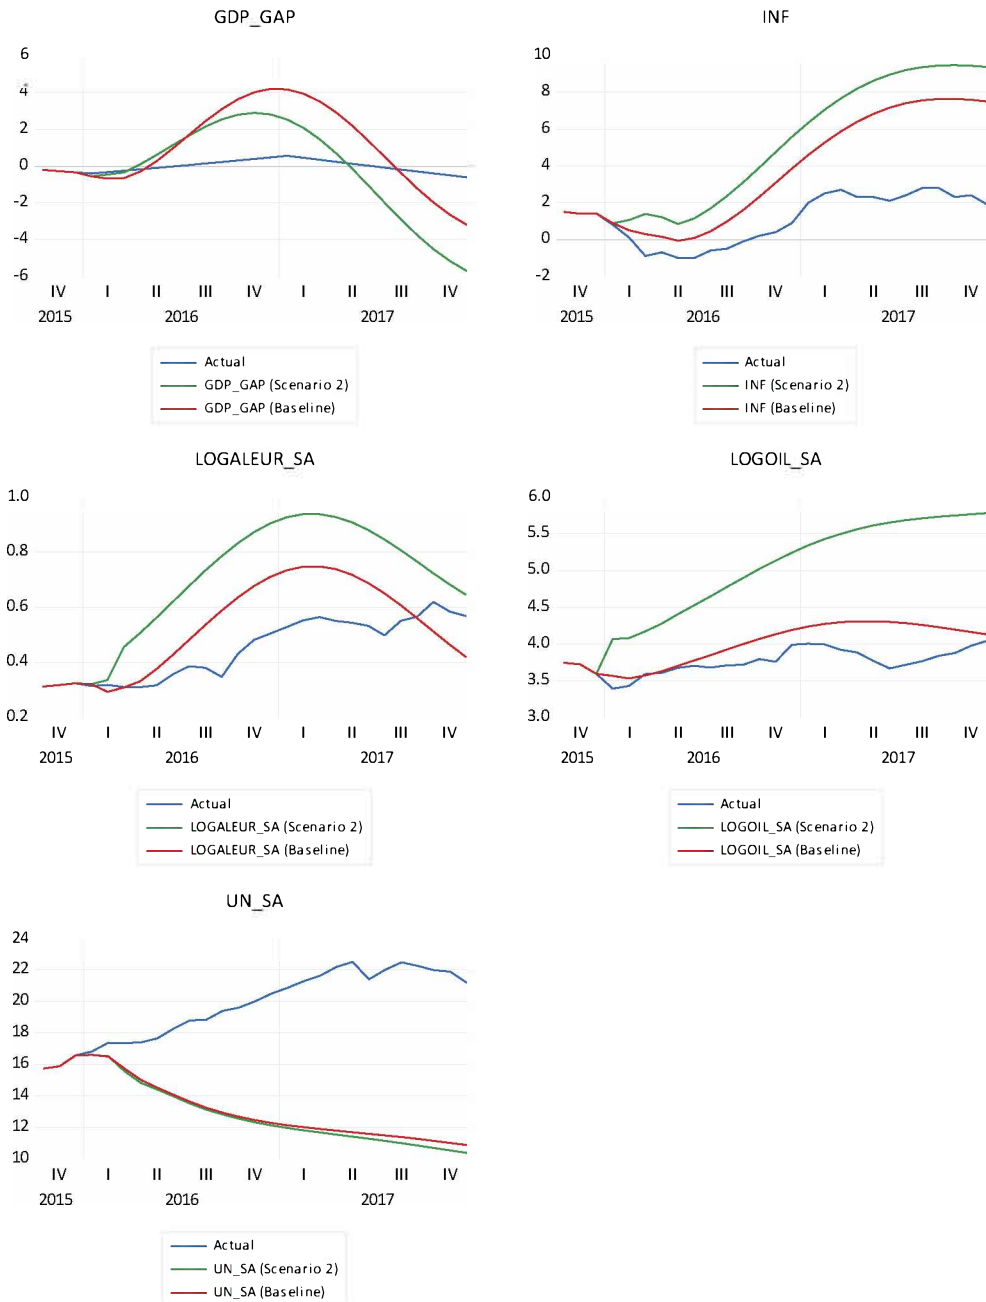 GDP_GAP
6
4
2
0
-2
-4
-6
IV I II III IV I II III IV
2015 2016 2017
Actual
GDP_GAP (Scenario 2)
GDP_GAP (Baseline)
INF
10
8
6
4
2
0
-2
IV I II III IV I II III IV
2015 2016 2017
Actual
INF (Scenario 2)
INF (Baseline)
LOGALEUR_SA
1.0
0.8
0.6
0.4
0.2
IV I II III IV I II III IV
2015 2016 2017
Actual
LOGALEUR_SA (Scenario 2)
LOGALEUR_SA (Baseline)
LOGOIL_SA
6.0
5.5
5.0
4.5
4.0
3.5
3.0
IV I II III IV I II III IV
2015 2016 2017
Actual
LOGOIL_SA (Scenario 2)
LOGOIL_SA (Baseline)
UN_SA
24
22
20
18
16
14
12
10
IV I II III IV I II III IV
2015 2016 2017
Actual
UN_SA (Scenario 2)
UN_SA (Baseline)